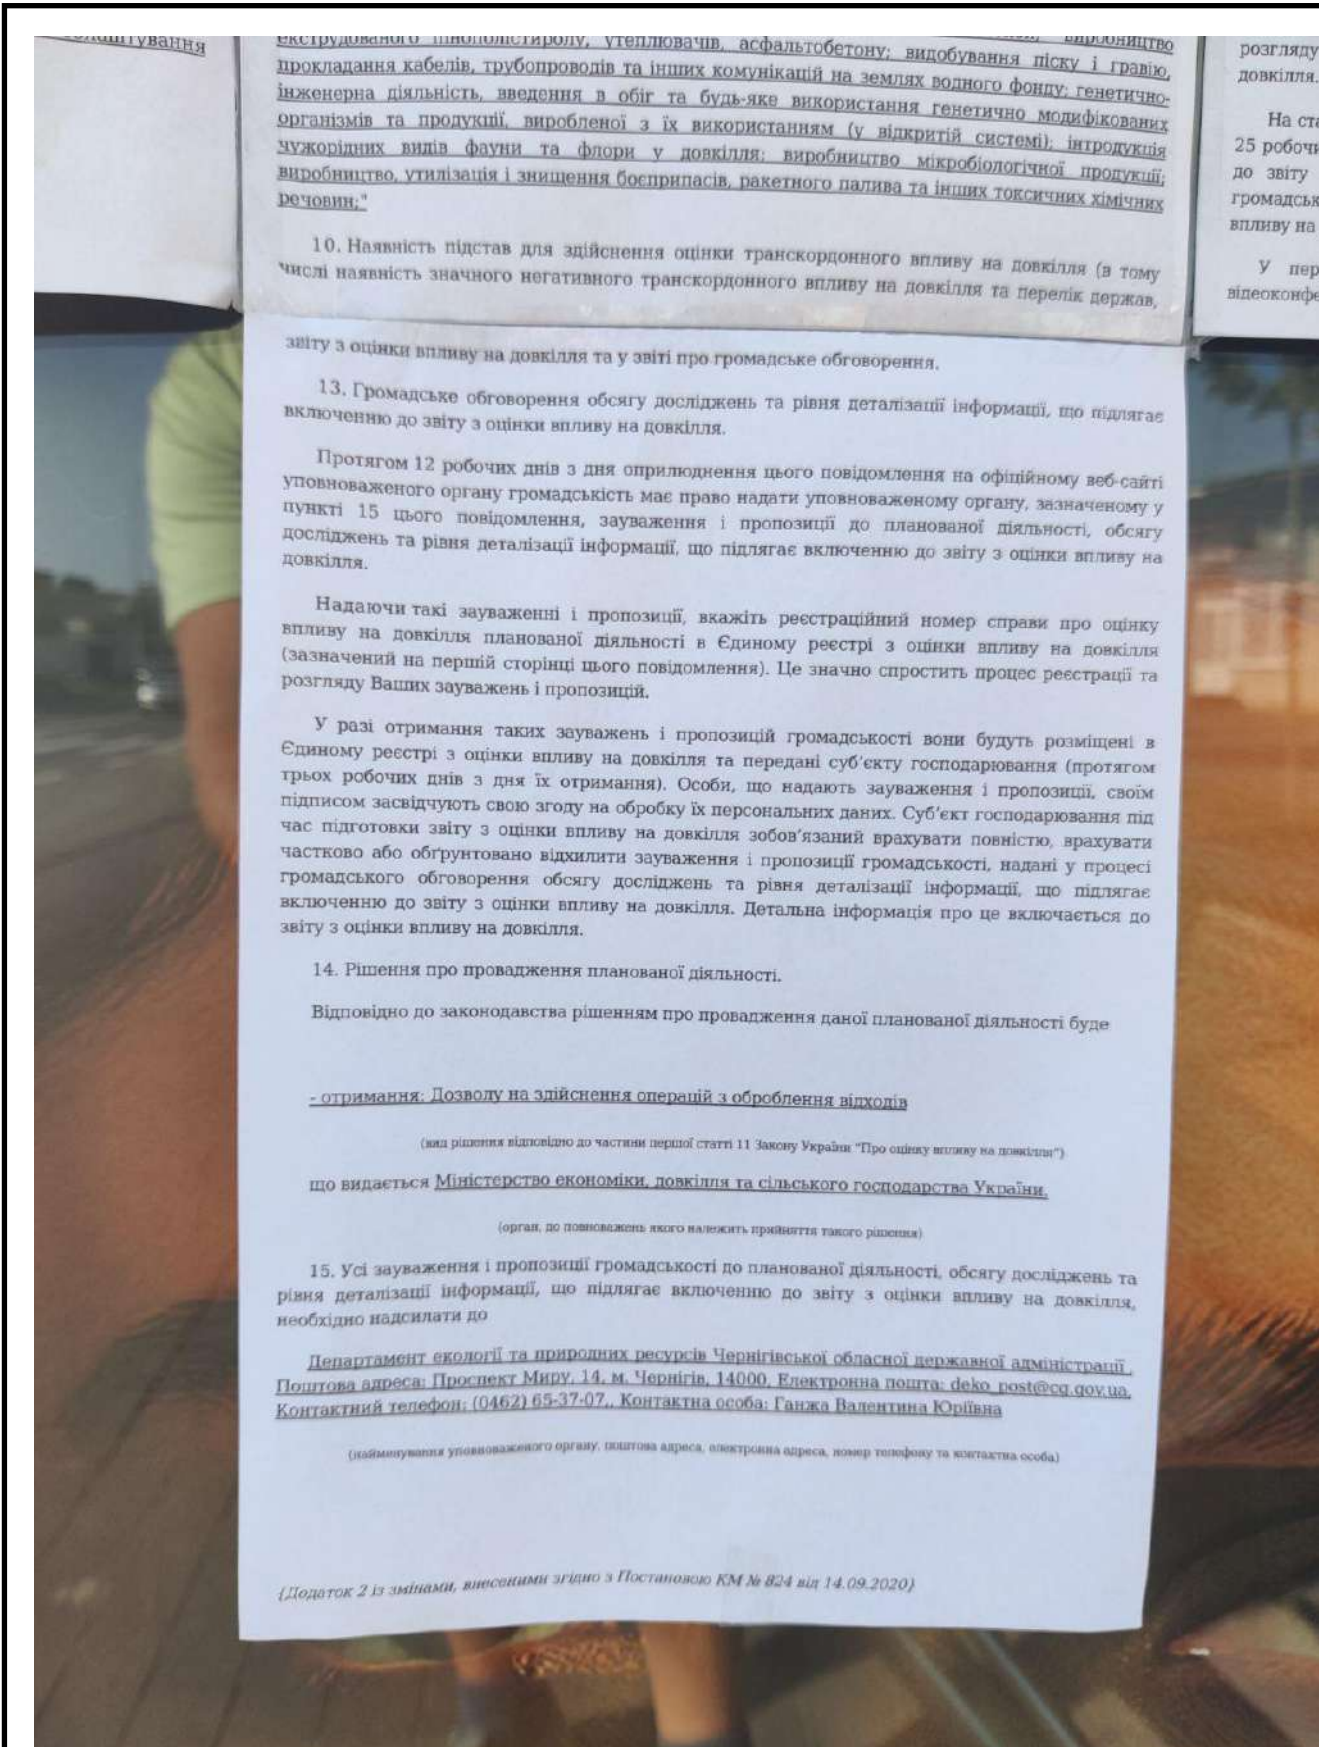 лаштування
екструдованого пінополістиролу, утеплювачів, асфальтобетону; видобування піску і гравію,
прокладання кабелів, трубопроводів та інших комунікацій на землях водного фонду; генетично-
інженерна діяльність, введення в обіг та будь-яке використання генетично модифікованих
організмів та продукції, виробленої з їх використанням (у відкритій системі); інтродукція
чужорідних видів фауни та флори у довкілля; виробництво мікробіологічної продукції;
виробництво, утилізація і знищення боєприпасів, ракетного палива та інших токсичних хімічних
речовин;"
10. Наявність підстав для здійснення оцінки транскордонного впливу на довкілля (в тому
числі наявність значного негативного транскордонного впливу на довкілля та перелік держав,
звіту з оцінки впливу на довкілля та у звіті про громадське обговорення.
13. Громадське обговорення обсягу досліджень та рівня деталізації інформації, що підлягає
включенню до звіту з оцінки впливу на довкілля.
Протягом 12 робочих днів з дня оприлюднення цього повідомлення на офіційному веб-сайті
уповноваженого органу громадськість має право надати уповноваженому органу, зазначеному у
пункті 15 цього повідомлення, зауваження і пропозиції до планованої діяльності, обсягу
досліджень та рівня деталізації інформації, що підлягає включенню до звіту з оцінки впливу на
довкілля.
Надаючи такі зауваженні і пропозиції, вкажіть реєстраційний номер справи про оцінку
впливу на довкілля планованої діяльності в Єдиному реєстрі з оцінки впливу на довкілля
(зазначений на першій сторінці цього повідомлення). Це значно спростить процес реєстрації та
розгляду Ваших зауважень і пропозицій.
У разі отримання таких зауважень і пропозицій громадськості вони будуть розміщені в
Єдиному реєстрі з оцінки впливу на довкілля та передані суб'єкту господарювання (протягом
трьох робочих днів з дня їх отримання). Особи, що надають зауваження і пропозиції, своїм
підписом засвідчують свою згоду на обробку їх персональних даних. Суб'єкт господарювання під
час підготовки звіту з оцінки впливу на довкілля зобов'язаний врахувати повністю, врахувати
частково або обґрунтовано відхилити зауваження і пропозиції громадськості, надані у процесі
громадського обговорення обсягу досліджень та рівня деталізації інформації, що підлягає
включенню до звіту з оцінки впливу на довкілля. Детальна інформація про це включається до
звіту з оцінки впливу на довкілля.
14. Рішення про провадження планованої діяльності.
Відповідно до законодавства рішенням про провадження даної планованої діяльності буде
- отримання: Дозволу на здійснення операцій з оброблення відходів
(вид рішення відповідно до частини першої статті 11 Закону України "Про оцінку впливу на довкілля")
що видається Міністерство економіки, довкілля та сільського господарства України,
(орган, до повноважень якого належить прийняття такого рішення)
15. Усі зауваження і пропозиції громадськості до планованої діяльності, обсягу досліджень та
рівня деталізації інформації, що підлягає включенню до звіту з оцінки впливу на довкілля,
необхідно надсилати до
Департамент екології та природних ресурсів Чернігівської обласної державної адміністрації ,
Поштова адреса: Проспект Миру, 14, м. Чернігів, 14000, Електронна пошта: deko_post@cg.gov.ua,
Контактний телефон: (0462) 65-37-07,, Контактна особа: Ганжа Валентина Юріївна
(найменування уповноваженого органу, поштова адреса, електронна адреса, номер телефону та контактна особа)
{Додаток 2 із змінами, внесеними згідно з Постановою КМ № 824 від 14.09.2020}
розгляду
довкілля.
На ста
25 робочи
до звіту
громадськ
впливу на
У пер
відеоконфе